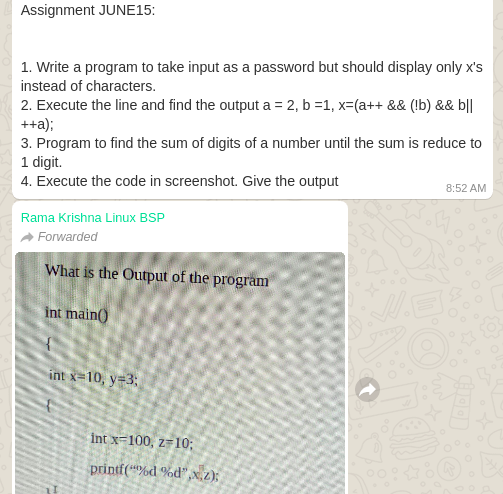 Assignment JUNE15:
1. Write a program to take input as a password but should display only x's
instead of characters.
2. Execute the line and find the output a = 2, b =1, x=(a++ && (!b) && b||
++a);
3. Program to find the sum of digits of a number until the sum is reduce to
1 digit.
4. Execute the code in screenshot. Give the output
8:52 AM
Rama Krishna Linux BSP
Forwarded
What is the Output of the program
int main()
{
int x=10, y=3;
{
int x=100, z=10;
printf(“%d %d”,x,z);